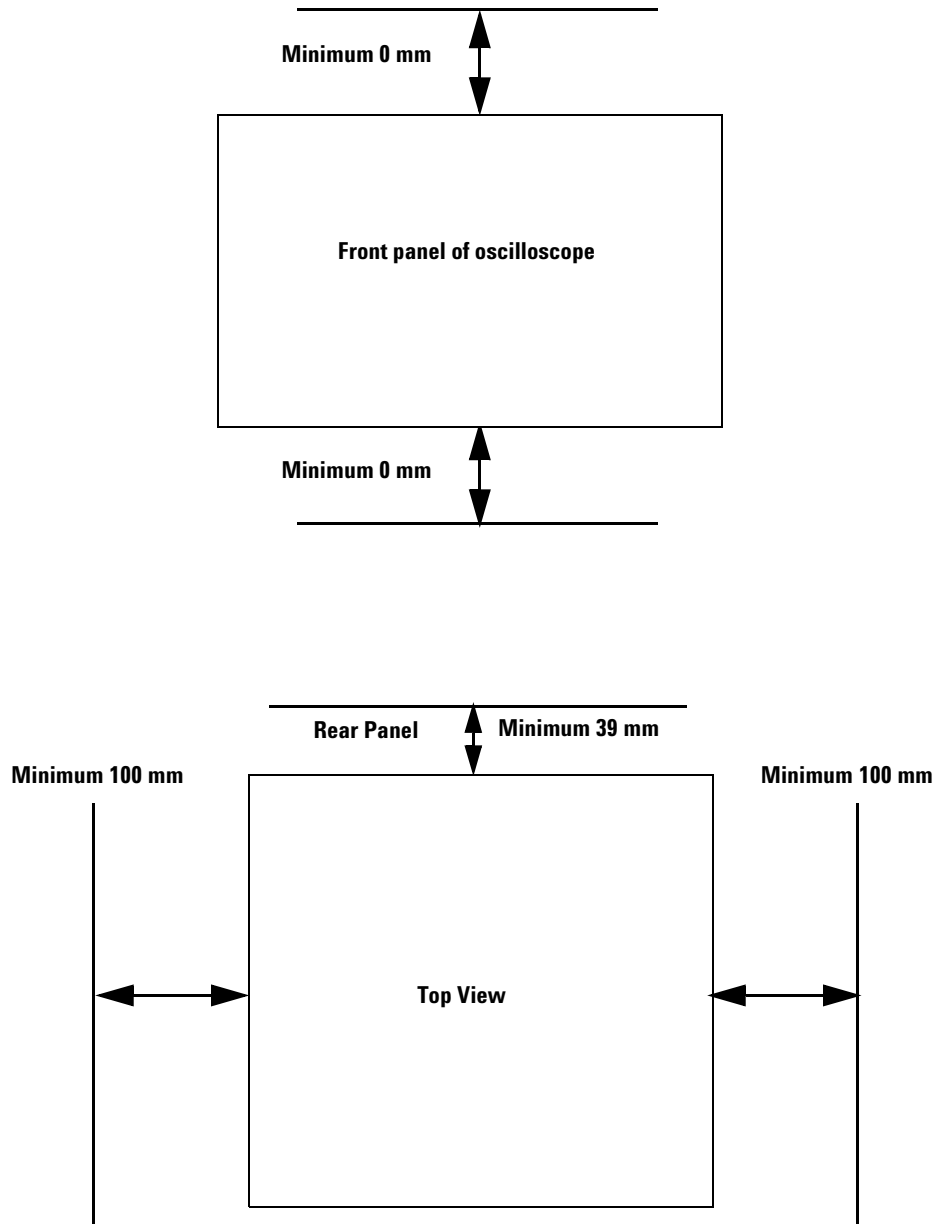 Minimum 0 mm
Front panel of oscilloscope
Minimum 0 mm
Rear Panel
Minimum 39 mm
Minimum 100 mm
Minimum 100 mm
Top View